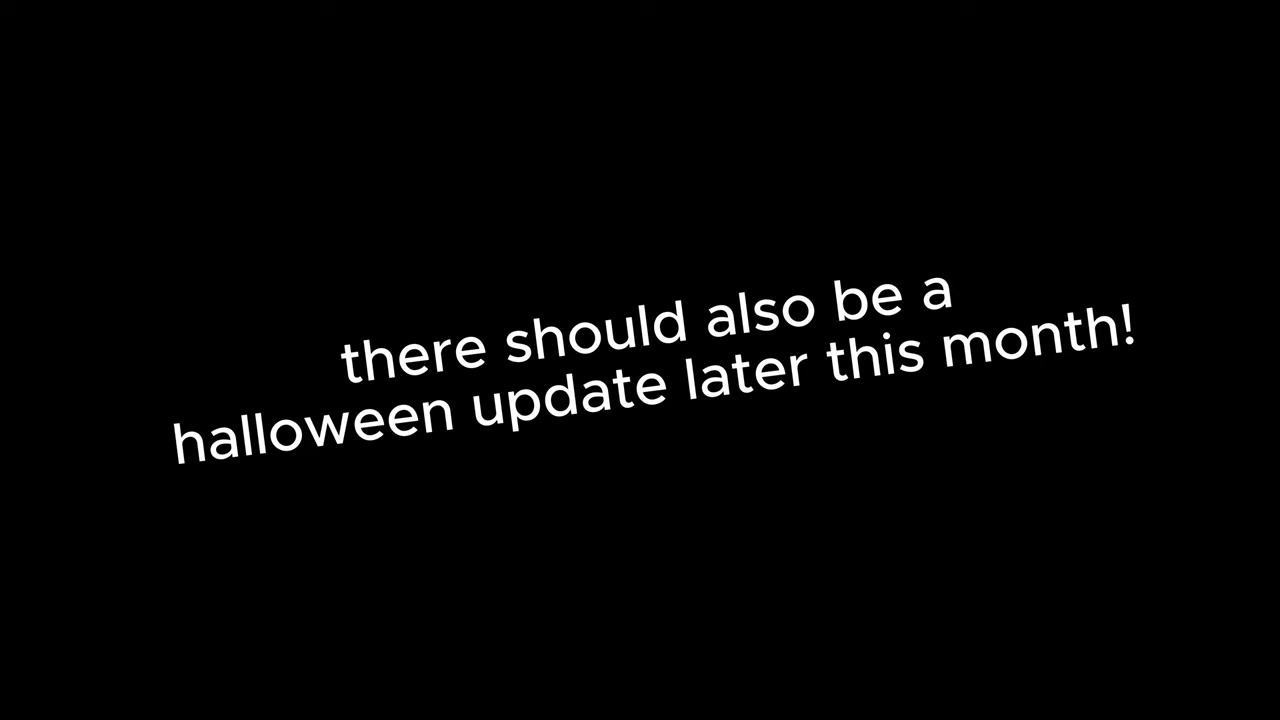 there should also be a
halloween update later this month!